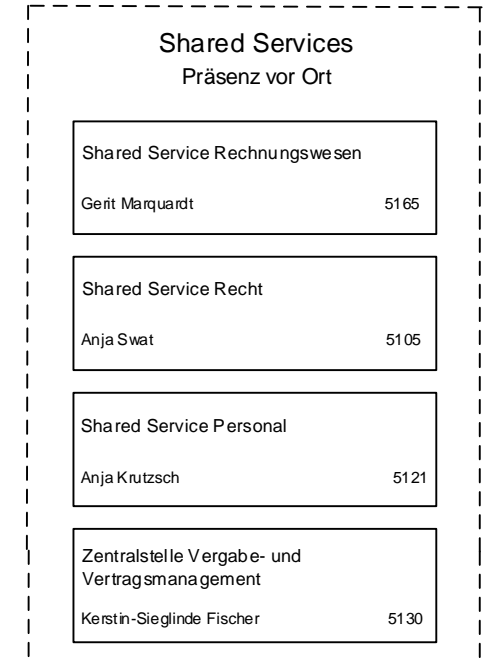 Shared Services
Präsenz vor Ort
Shared Service Rechnungswesen
Gerit Marquardt 5165
Shared Service Recht
Anja Swat 5105
Shared Service Personal
Anja Krutzsch 5121
Zentralstelle Vergabe- und
Vertragsmanagement
Kerstin-Sieglinde Fischer 5130